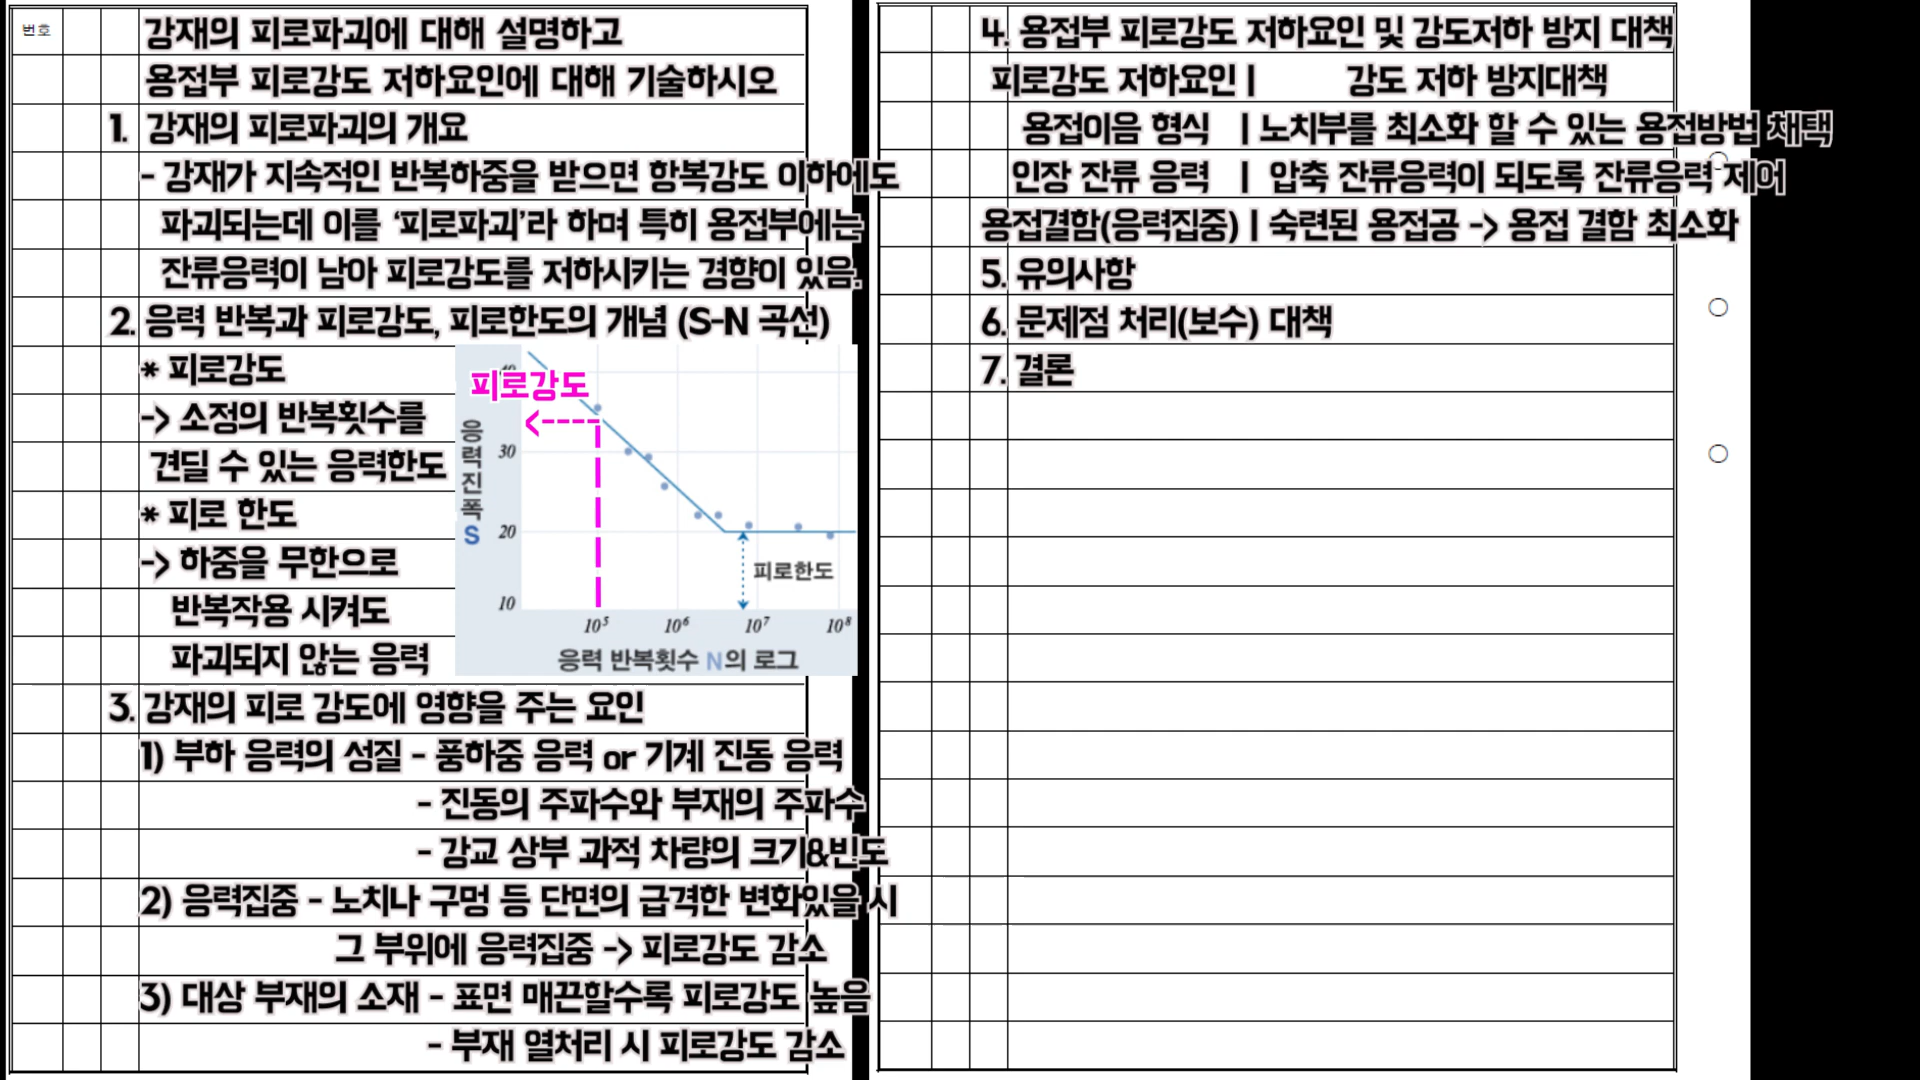 번호
강재의 피로파괴에 대해 설명하고
용접부 피로강도 저하요인에 대해 기술하시오
1. 강재의 피로파괴의 개요
- 강재가 지속적인 반복하중을 받으면 항복강도 이하에도
파괴되는데 이를 ‘피로파괴’라 하며 특히 용접부에는
잔류응력이 남아 피로강도를 저하시키는 경향이 있음.
2. 응력 반복과 피로강도, 피로한도의 개념 (S-N 곡선)
* 피로강도
-> 소정의 반복횟수를
견딜 수 있는 응력한도
* 피로 한도
-> 하중을 무한으로
반복작용 시켜도
파괴되지 않는 응력
40
피로강도
응력진폭 S
30
20
10
피로한도
10⁵ 10⁶ 10⁷ 10⁸
응력 반복횟수 N의 로그
3. 강재의 피로 강도에 영향을 주는 요인
1) 부하 응력의 성질 - 풍하중 응력 or 기계 진동 응력
- 진동의 주파수와 부재의 주파수
- 강교 상부 과적 차량의 크기&빈도
2) 응력집중 - 노치나 구멍 등 단면의 급격한 변화있을 시
그 부위에 응력집중 -> 피로강도 감소
3) 대상 부재의 소재 - 표면 매끈할수록 피로강도 높음
- 부재 열처리 시 피로강도 감소
4. 용접부 피로강도 저하요인 및 강도저하 방지 대책
피로강도 저하요인 | 강도 저하 방지대책
용접이음 형식 | 노치부를 최소화 할 수 있는 용접방법 채택
인장 잔류 응력 | 압축 잔류응력이 되도록 잔류응력 제어
용접결함(응력집중) | 숙련된 용접공 -> 용접 결함 최소화
5. 유의사항
6. 문제점 처리(보수) 대책
7. 결론